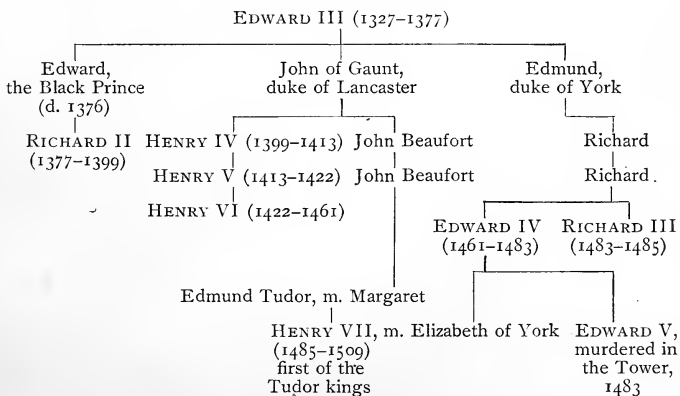 EDWARD III (1327–1377)
Edward,
the Black Prince
(d. 1376)
John of Gaunt,
duke of Lancaster
Edmund,
duke of York
RICHARD II
(1377–1399)
HENRY IV (1399–1413) John Beaufort
Richard
HENRY V (1413–1422) John Beaufort
Richard.
HENRY VI (1422–1461)
EDWARD IV
(1461–1483)
RICHARD III
(1483–1485)
Edmund Tudor, m. Margaret
HENRY VII, m. Elizabeth of York
(1485–1509)
first of the
Tudor kings
EDWARD V,
murdered in
the Tower,
1483